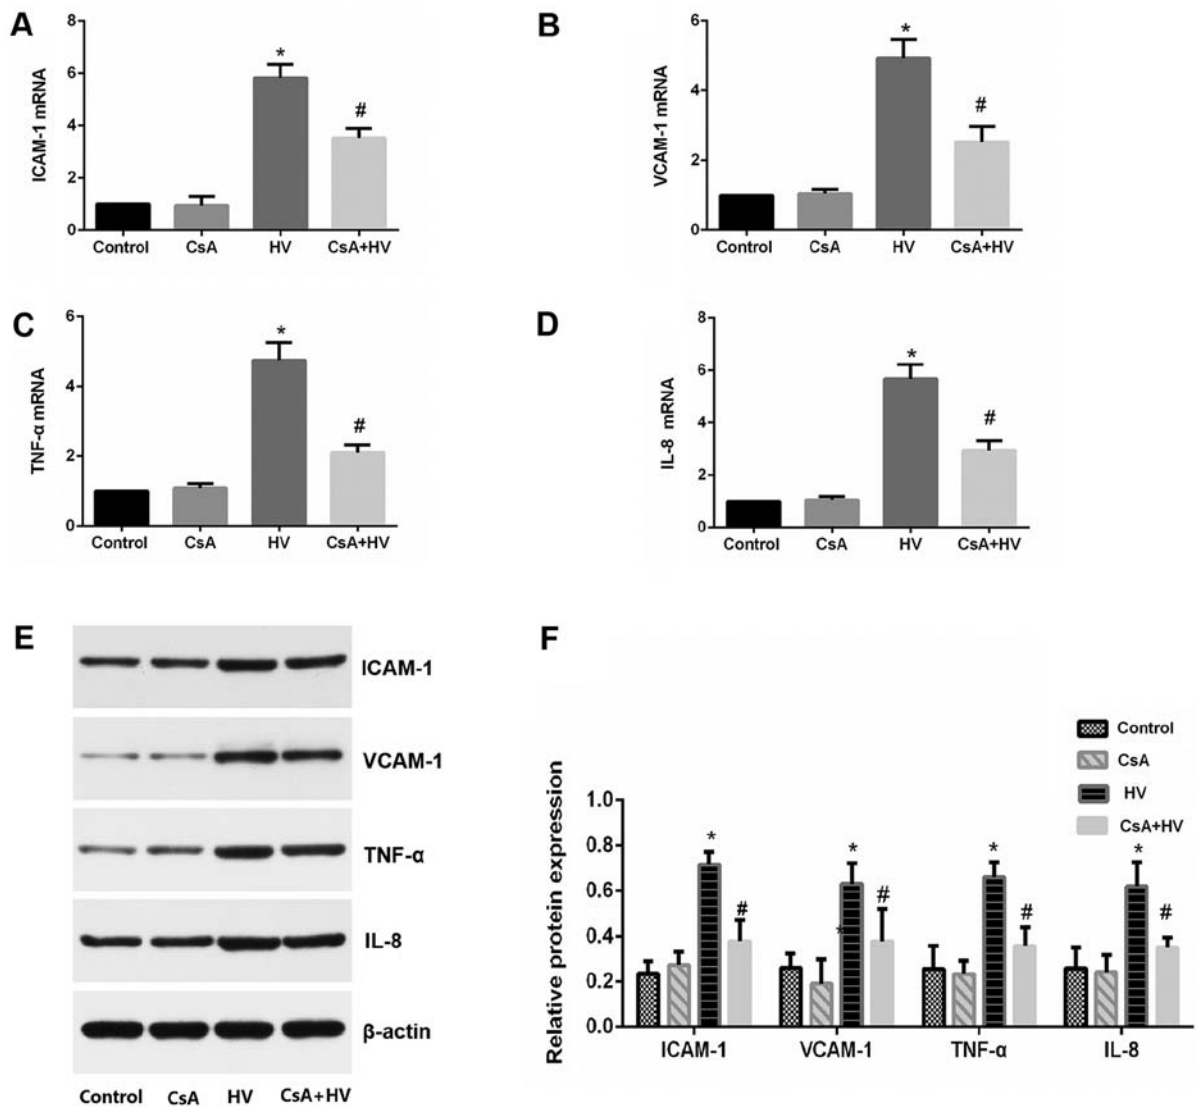 A
B
8
6
4
2
0
ICAM-1 mRNA
*
#
Control CsA HV CsA+HV
6
4
2
0
VCAM-1 mRNA
*
#
Control CsA HV CsA+HV
C
D
6
4
2
0
TNF-α mRNA
*
#
Control CsA HV CsA+HV
8
6
4
2
0
IL-8 mRNA
*
#
Control CsA HV CsA+HV
E
ICAM-1
VCAM-1
TNF-α
IL-8
β-actin
Control CsA HV CsA+HV
F
Control
CsA
HV
CsA+HV
Relative protein expression
1.0
0.8
0.6
0.4
0.2
0.0
* * * *
# # # #
*
ICAM-1 VCAM-1 TNF-α IL-8